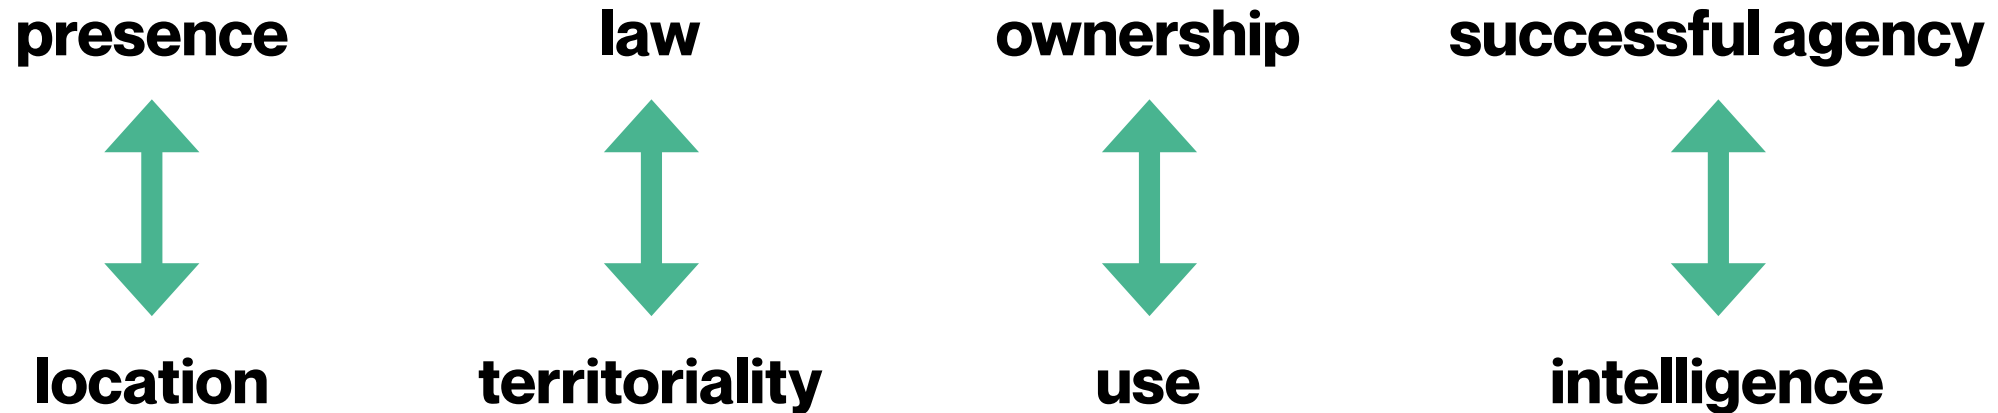 presence law ownership successful agency
location territoriality use intelligence